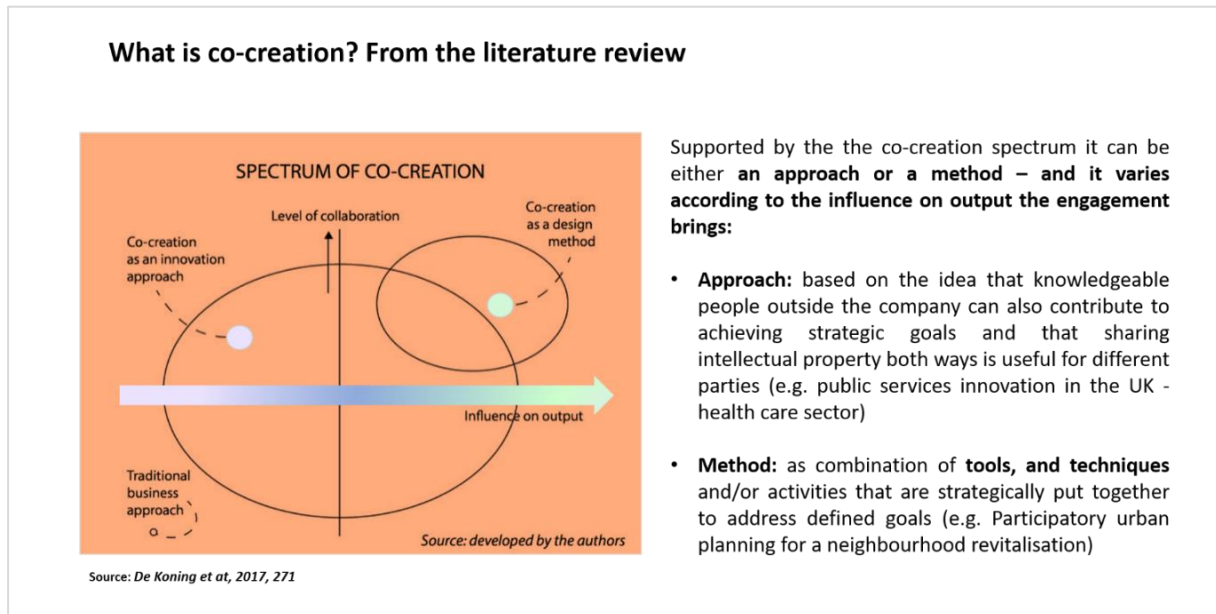 What is co-creation? From the literature review
SPECTRUM OF CO-CREATION
Level of collaboration
Co-creation
as a design
method
Co-creation
as an innovation
approach
Influence on output
Traditional
business
approach
Source: developed by the authors
Source: De Koning et at, 2017, 271
Supported by the the co-creation spectrum it can be
either an approach or a method – and it varies
according to the influence on output the engagement
brings:
• Approach: based on the idea that knowledgeable
people outside the company can also contribute to
achieving strategic goals and that sharing
intellectual property both ways is useful for different
parties (e.g. public services innovation in the UK -
health care sector)
• Method: as combination of tools, and techniques
and/or activities that are strategically put together
to address defined goals (e.g. Participatory urban
planning for a neighbourhood revitalisation)